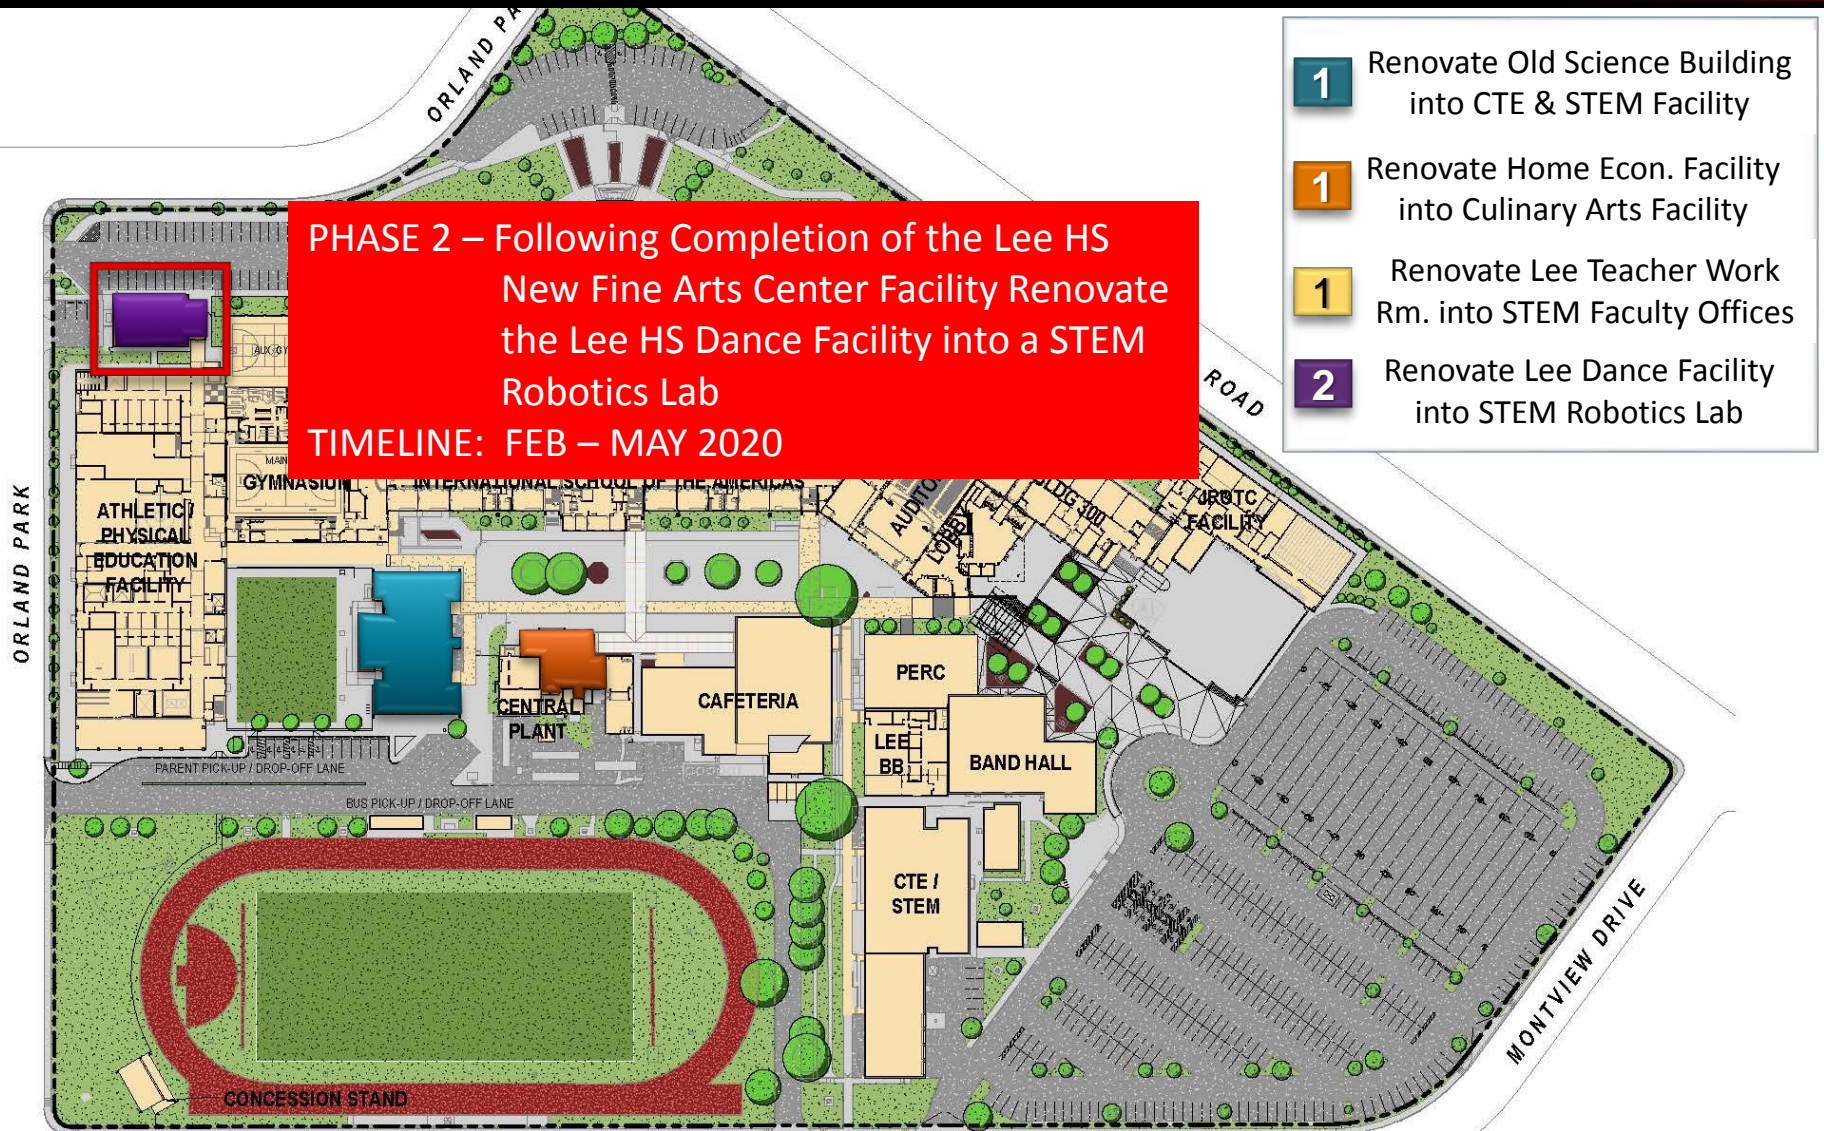 ORLAND PA
1 Renovate Old Science Building
into CTE & STEM Facility
1 Renovate Home Econ. Facility
into Culinary Arts Facility
1 Renovate Lee Teacher Work
Rm. into STEM Faculty Offices
2 Renovate Lee Dance Facility
into STEM Robotics Lab
PHASE 2 – Following Completion of the Lee HS
New Fine Arts Center Facility Renovate
the Lee HS Dance Facility into a STEM
Robotics Lab
TIMELINE: FEB – MAY 2020
ROAD
AUX. GY
MAIN
GYMNASIUM
INTERNATIONAL SCHOOL OF THE AMERICAS
AUDITO
LOBBY
BLDG 300
JROTC
FACILITY
ORLAND PARK
ATHLETIC /
PHYSICAL
EDUCATION
FACILITY
CENTRAL
PLANT
CAFETERIA
PERC
LEE
BB
BAND HALL
PARENT PICK-UP / DROP-OFF LANE
BUS PICK-UP / DROP-OFF LANE
CTE /
STEM
MONTVIEW DRIVE
CONCESSION STAND